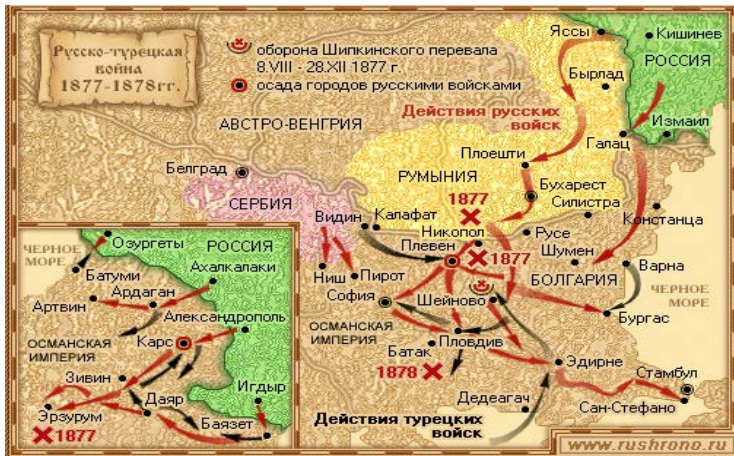 Русско-турецкая
война
1877-1878гг.
оборона Шипкинского перевала
8.VIII - 28.XII 1877 г.
осада городов русскими войсками
Яссы
Кишинев
РОССИЯ
Бырлад
Действия русских
войск
АВСТРО-ВЕНГРИЯ
Измаил
Галац
Плоешти
Белград
РУМЫНИЯ
Бухарест
СЕРБИЯ
1877
Силистра
Видин
Калафат
Констанца
Никопол
Русе
Плевен
Шумен
1877
Варна
Ниш
Пирот
БОЛГАРИЯ
ЧЕРНОЕ
МОРЕ
София
Шейново
Бургас
ОСМАНСКАЯ
ИМПЕРИЯ
Пловдив
Батак
Эдирне
1878
Стамбул
Дедеагач
Сан-Стефано
Действия турецких
войск
ЧЕРНОЕ
МОРЕ
Озургеты
РОССИЯ
Батуми
Ахалкалаки
Ардаган
Артвин
Александрополь
ОСМАНСКАЯ
ИМПЕРИЯ
Карс
Зивин
Даяр
Игдыр
Эрзурум
Баязет
1877
www.rushrono.ru